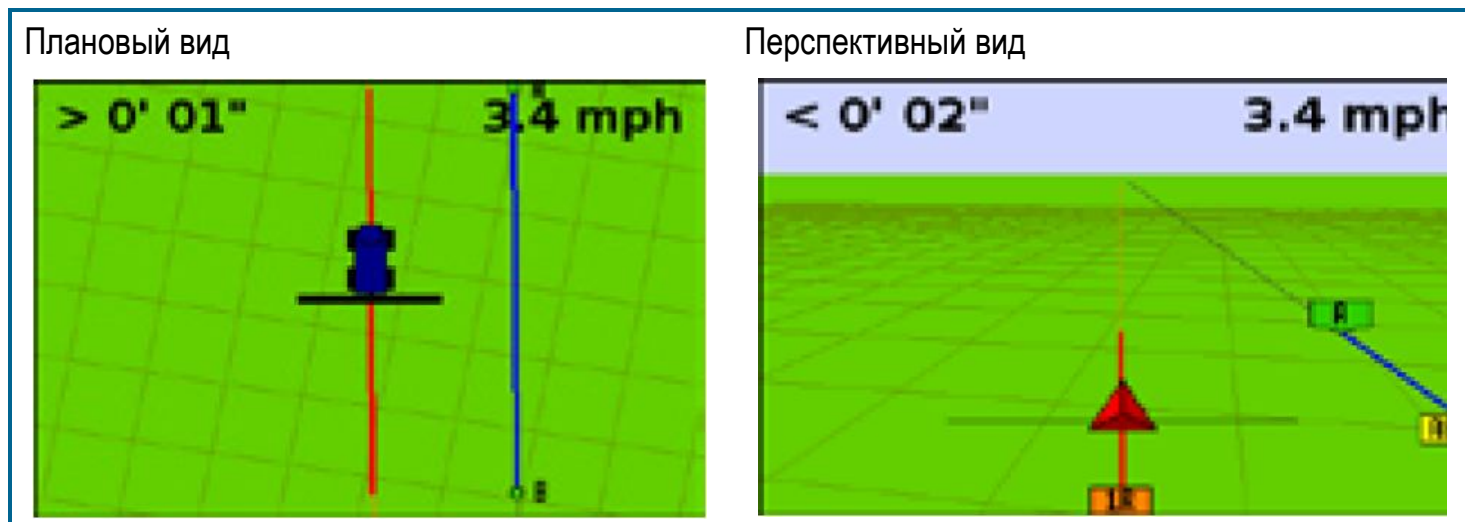 Плановый вид
Перспективный вид
> 0' 01"
3.4 mph
< 0' 02"
3.4 mph